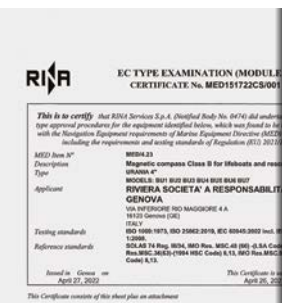 RINA
EC TYPE EXAMINATION (MODULE
CERTIFICATE No. MED151722CS/001
This is to certify that RINA Services S.p.A. (Notified Body No. 0474) did undert
type approval procedures for the equipment identified below, which was found to be
with the Navigation Equipment requirements of Marine Equipment Directive (MED
including the requirements and testing standards of Regulation (EU) 2021/
MED Item N°
MED/4.23
Description
Magnetic compass Class B for lifeboats and resc
Type
URANIA 4"
MODELS: BU1 BU2 BU3 BU4 BU5 BU6 BU7
Applicant
RIVIERA SOCIETA' A RESPONSABILIT
GENOVA
VIA INFERIORE RIO MAGGIORE 4 A
16123 Genova (GE)
ITALY
Testing standards
ISO 1069:1973, ISO 25862:2019, IEC 60945:2002 incl. I
1:2008.
Reference standards
SOLAS 74 Reg. III/34, IMO Res. MSC.48 (66) -(LSA Cod
Res.MSC.36(63)-(1994 HSC Code) 8,13, IMO Res.MSC.
Code) 8,13.
Issued in Genova on
April 27, 2022
This Certificate is
April 26, 202
This Certificate consists of this sheet plus an attachment